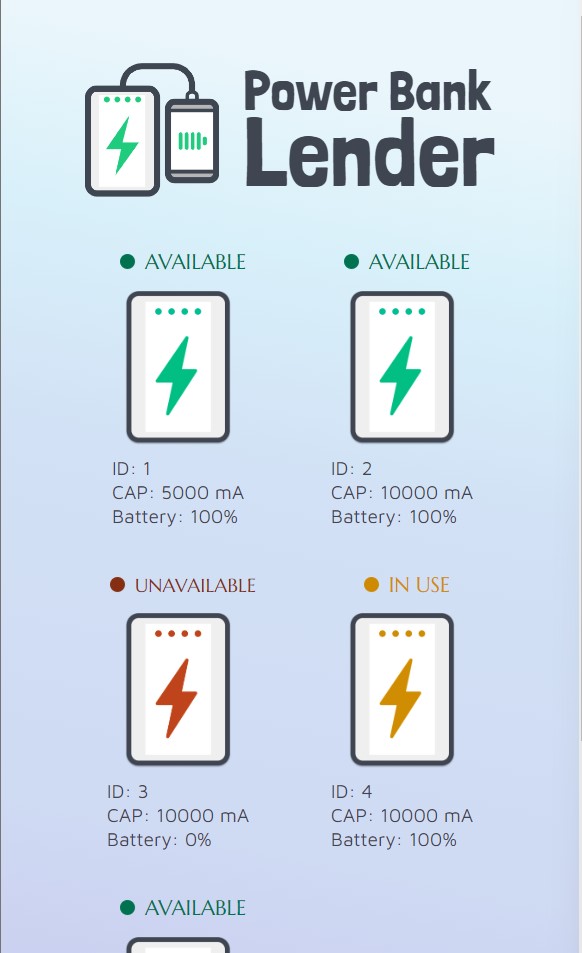 Power Bank
Lender
AVAILABLE
AVAILABLE
ID: 1
CAP: 5000 mA
Battery: 100%
ID: 2
CAP: 10000 mA
Battery: 100%
UNAVAILABLE
IN USE
ID: 3
CAP: 10000 mA
Battery: 0%
ID: 4
CAP: 10000 mA
Battery: 100%
AVAILABLE